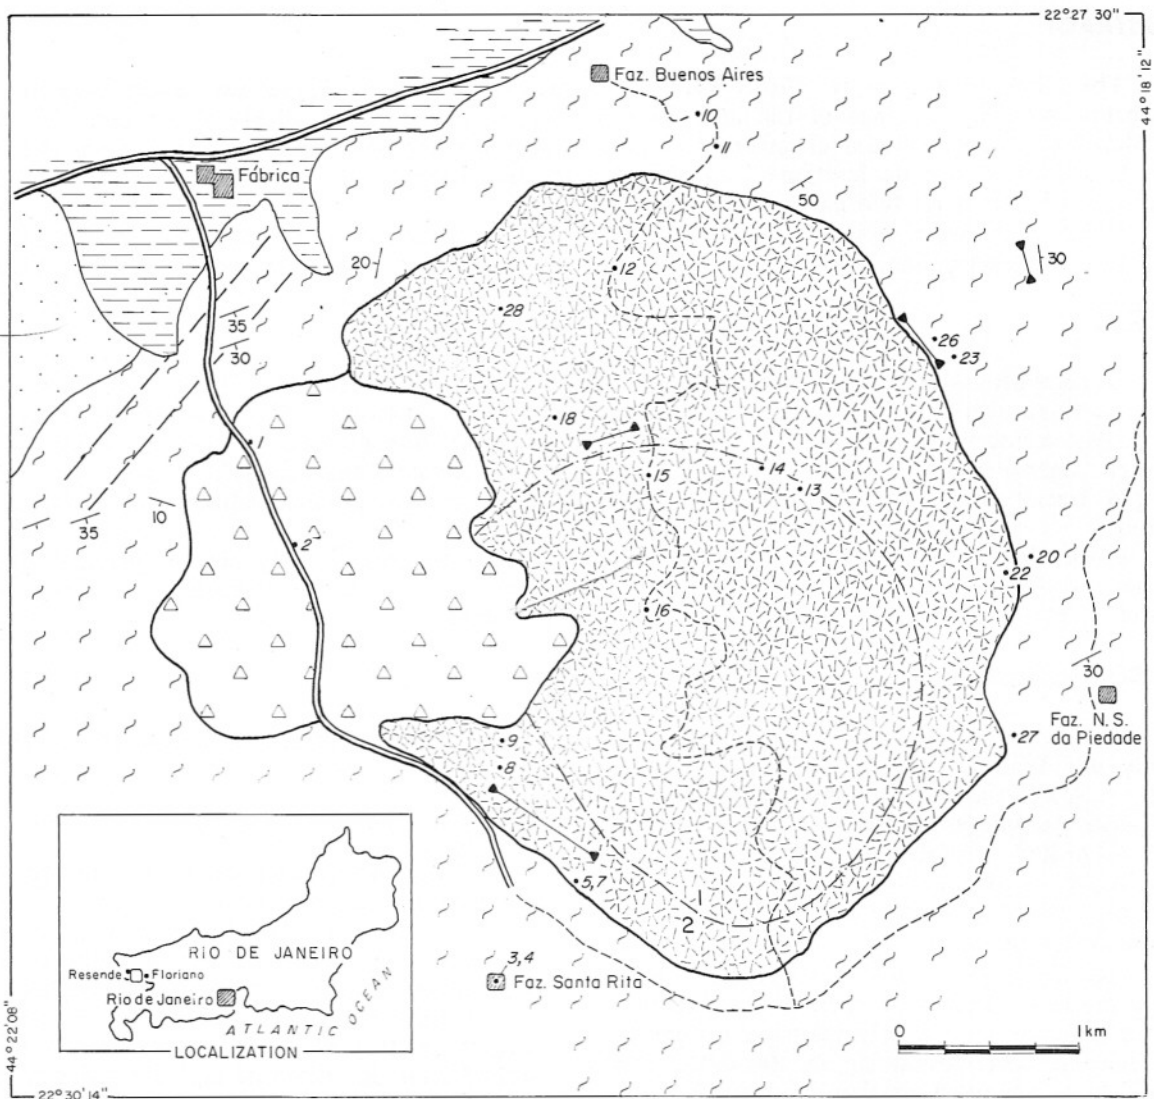 22°27'30"
44°18'12"
Faz. Buenos Aires
10
11
Fábrica
50
20
12
30
28
35
26
30
23
18
1
14
15
13
10
35
2
20
22
16
30
Faz. N. S.
da Piedade
9
27
8
5,7
1
2
3,4
Faz. Santa Rita
RIO DE JANEIRO
Resende
Floriano
Rio de Janeiro
ATLANTIC OCEAN
LOCALIZATION
0 1km
44°22'08"
22°30'14"